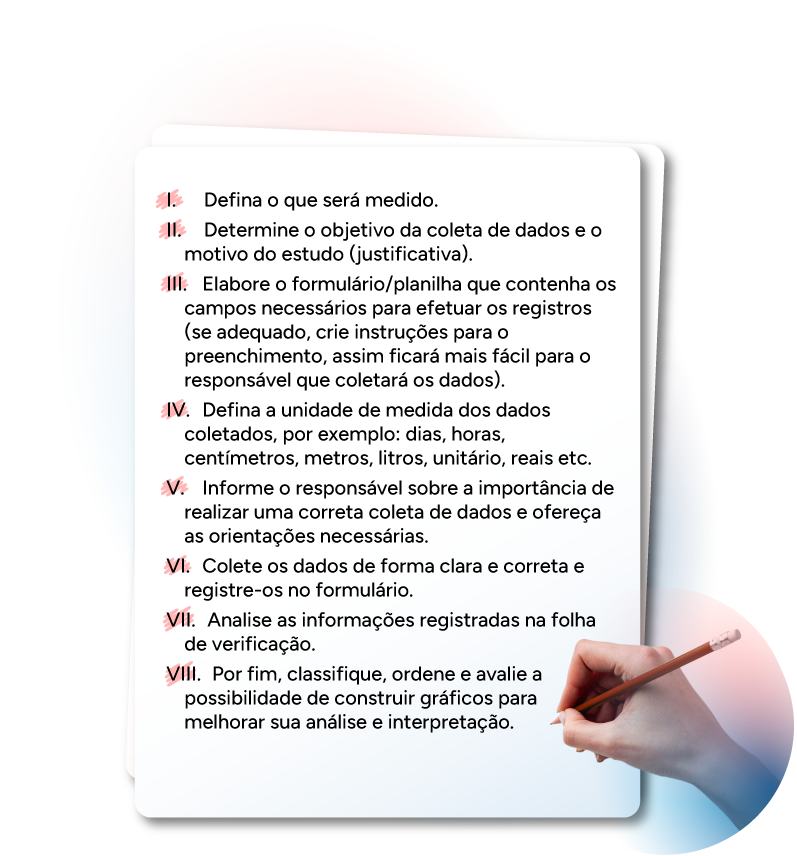 I. Defina o que será medido.
II. Determine o objetivo da coleta de dados e o
motivo do estudo (justificativa).
III. Elabore o formulário/planilha que contenha os
campos necessários para efetuar os registros
(se adequado, crie instruções para o
preenchimento, assim ficará mais fácil para o
responsável que coletará os dados).
IV. Defina a unidade de medida dos dados
coletados, por exemplo: dias, horas,
centímetros, metros, litros, unitário, reais etc.
V. Informe o responsável sobre a importância de
realizar uma correta coleta de dados e ofereça
as orientações necessárias.
VI. Colete os dados de forma clara e correta e
registre-os no formulário.
VII. Analise as informações registradas na folha
de verificação.
VIII. Por fim, classifique, ordene e avalie a
possibilidade de construir gráficos para
melhorar sua análise e interpretação.